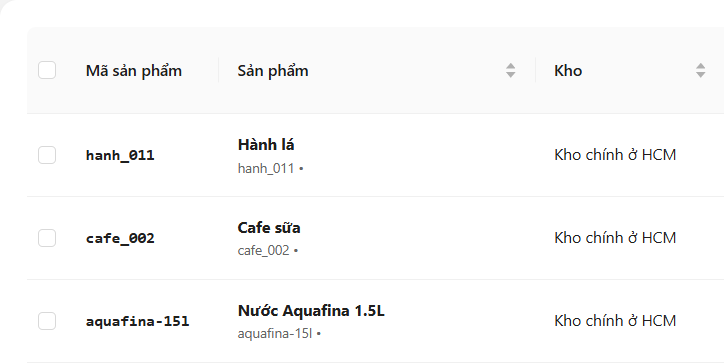 Mã sản phẩm Sản phẩm Kho
hanh_011 Hành lá Kho chính ở HCM
hanh_011 •
cafe_002 Cafe sữa Kho chính ở HCM
cafe_002 •
aquafina-15l Nước Aquafina 1.5L Kho chính ở HCM
aquafina-15l •